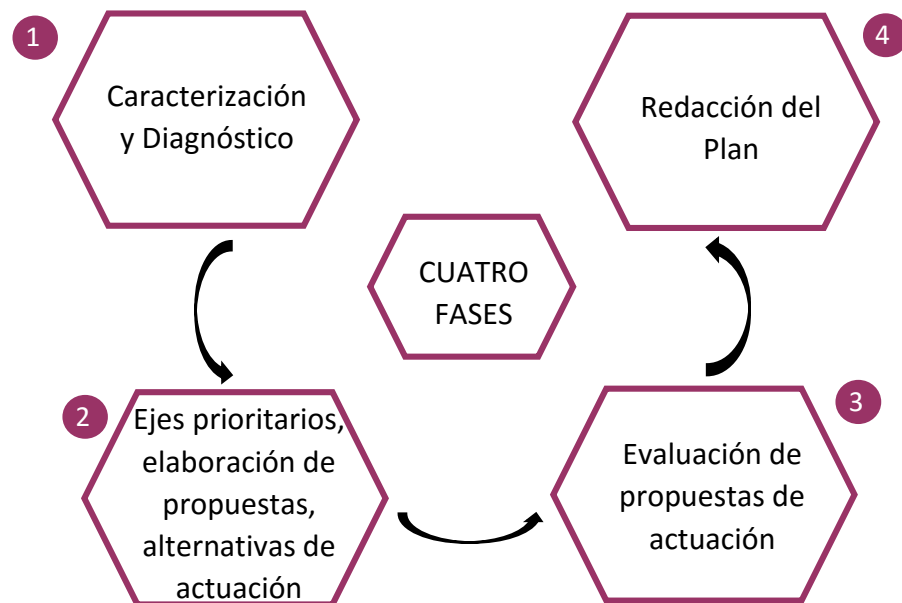 1
Caracterización
y Diagnóstico
4
Redacción del
Plan
CUATRO
FASES
2
Ejes prioritarios,
elaboración de
propuestas,
alternativas de
actuación
3
Evaluación de
propuestas de
actuación